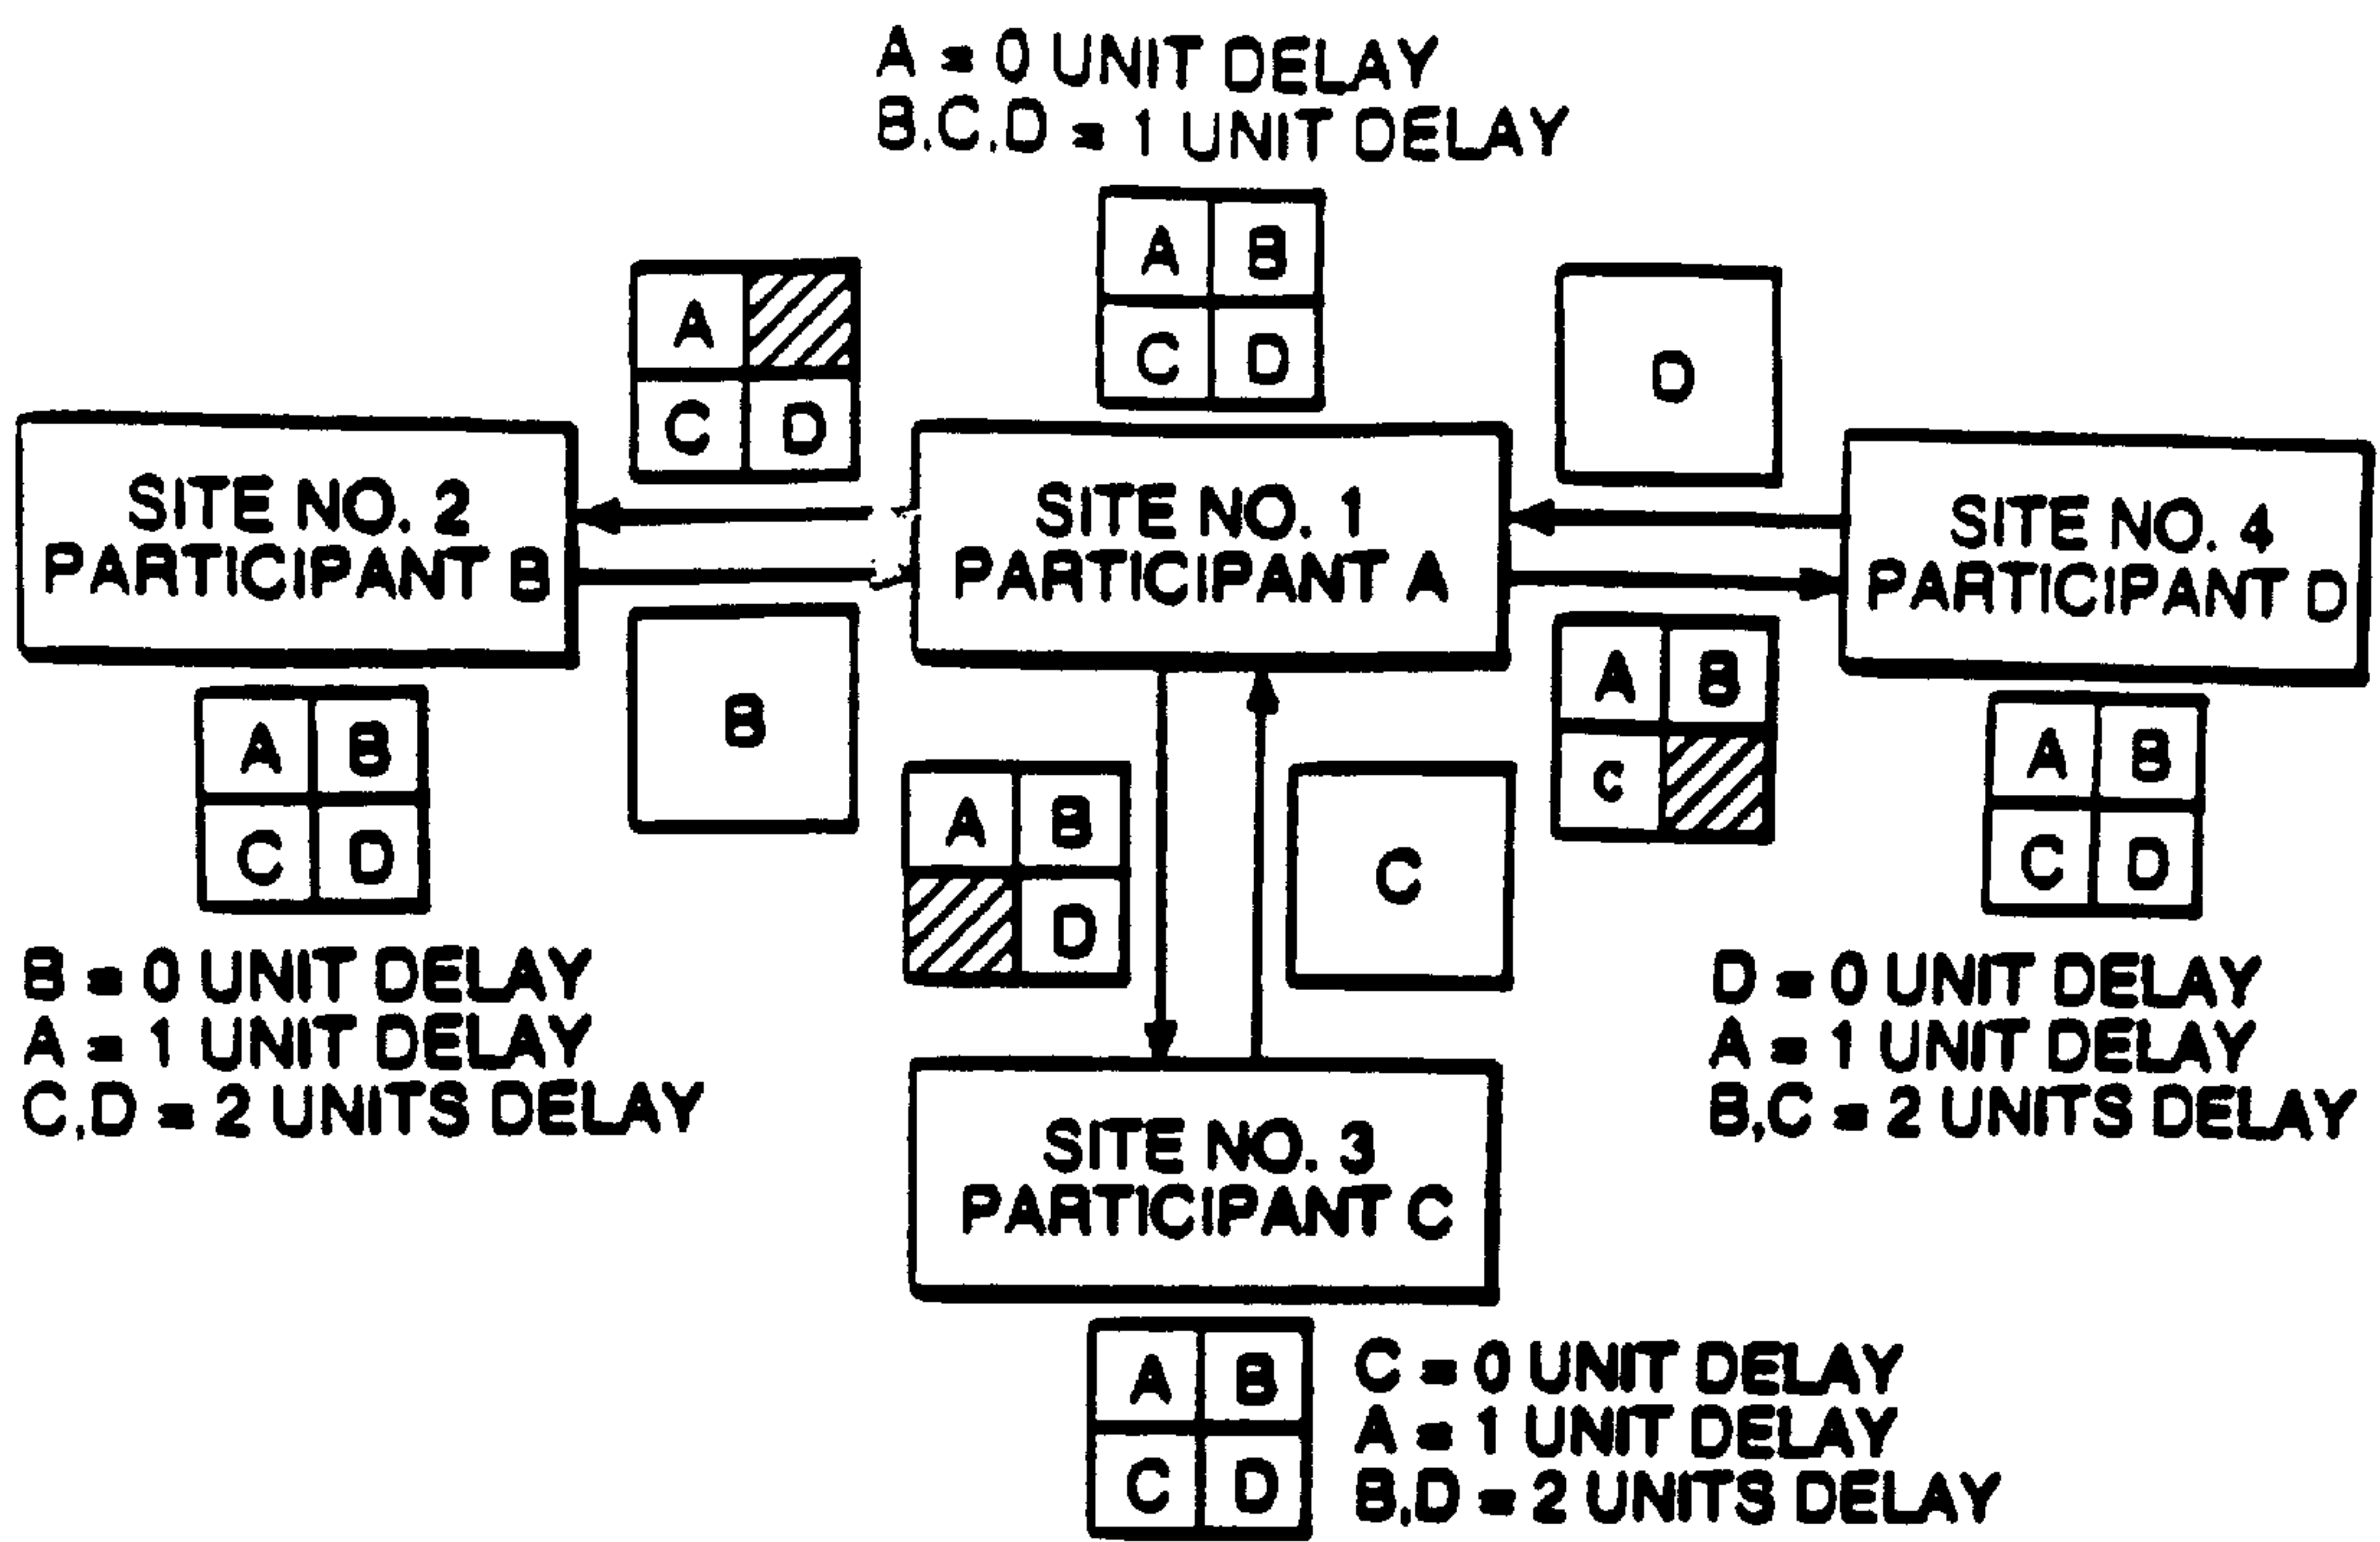 A = 0 UNIT DELAY
B,C,D = 1 UNIT DELAY
A B
C D
A
C D
D
SITE NO. 2
PARTICIPANT B
SITE NO. 1
PARTICIPANT A
SITE NO. 4
PARTICIPANT D
A B
C D
B
A B
D
C
A B
C
A B
C D
B = 0 UNIT DELAY
A = 1 UNIT DELAY
C,D = 2 UNITS DELAY
D = 0 UNIT DELAY
A = 1 UNIT DELAY
B,C = 2 UNITS DELAY
SITE NO. 3
PARTICIPANT C
A B
C D
C = 0 UNIT DELAY
A = 1 UNIT DELAY
B,D = 2 UNITS DELAY